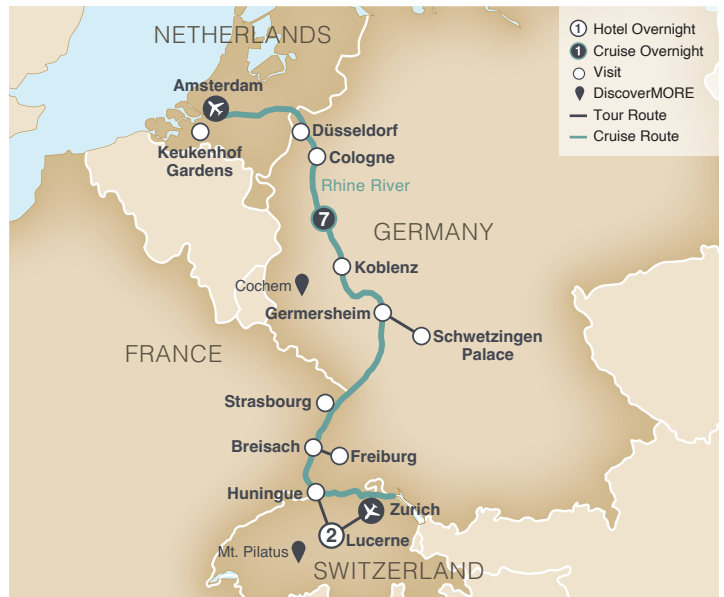 NETHERLANDS
Amsterdam
Keukenhof
Gardens
Düsseldorf
Cologne
Rhine River
7
GERMANY
Koblenz
Cochem
Germersheim
Schwetzingen
Palace
FRANCE
Strasbourg
Breisach
Freiburg
Huningue
Zurich
2
Lucerne
Mt. Pilatus
SWITZERLAND
1 Hotel Overnight
1 Cruise Overnight
Visit
DiscoverMORE
Tour Route
Cruise Route